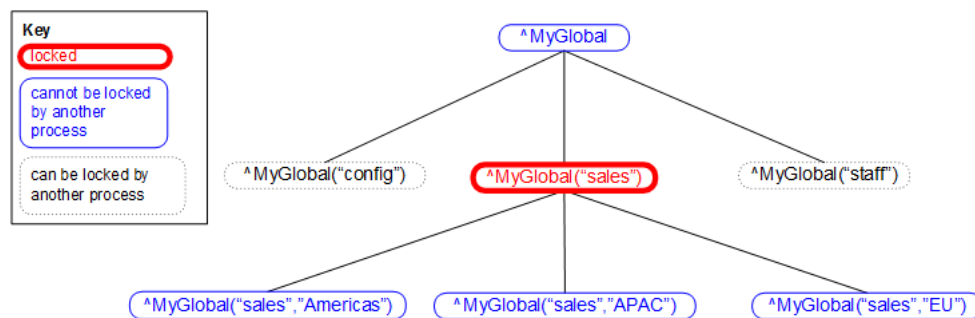 Key
locked
cannot be locked
by another
process
can be locked by
another process
^MyGlobal
^MyGlobal(“config”)
^MyGlobal(“sales”)
^MyGlobal(“staff”)
^MyGlobal(“sales”,”Americas”)
^MyGlobal(“sales”,”APAC”)
^MyGlobal(“sales”,”EU”)